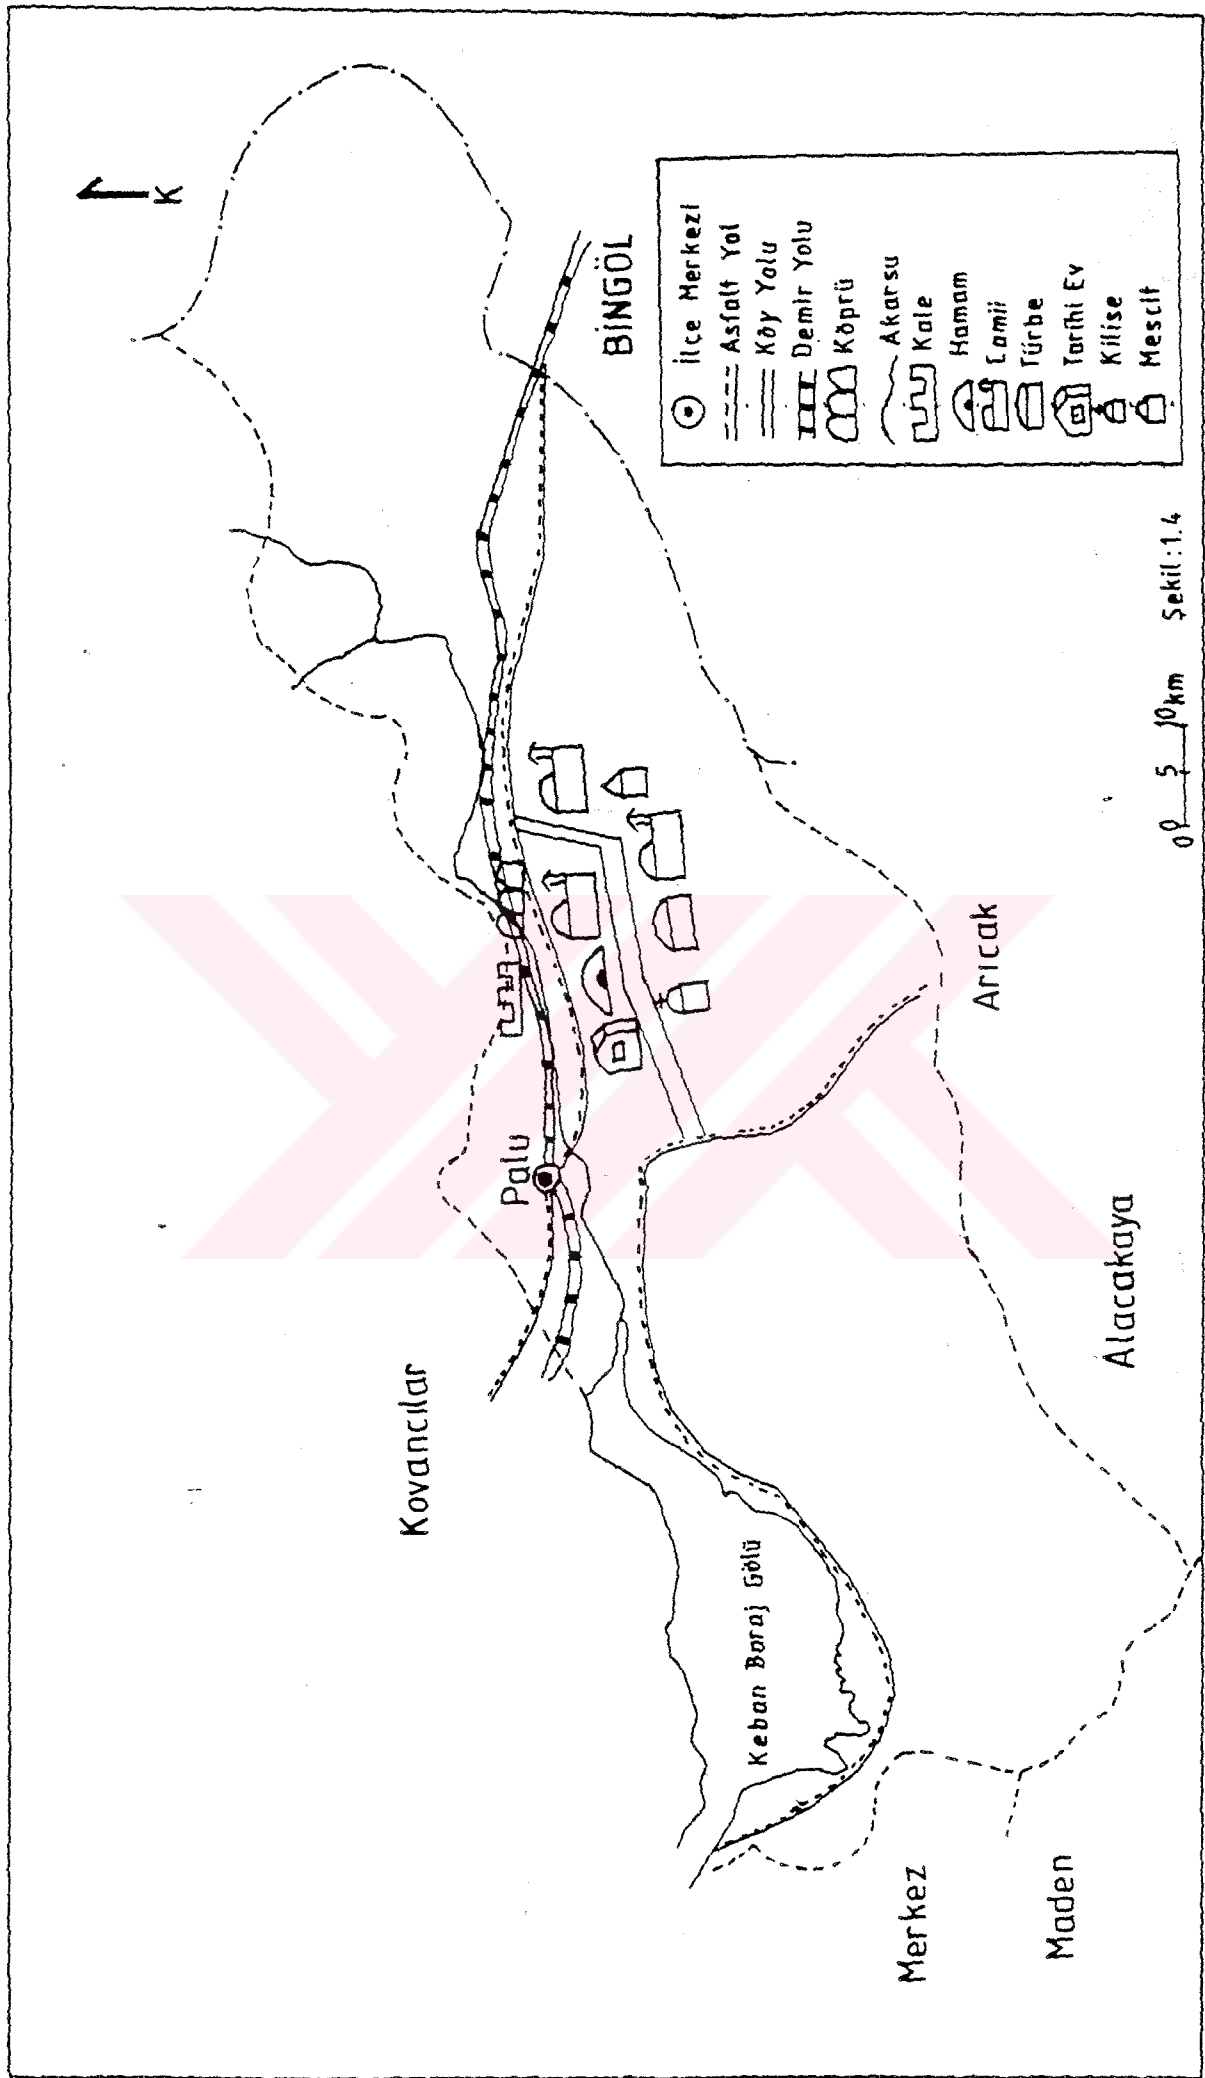 K
BİNGÖL
Palu
Kovancılar
Keban Baraj Gölü
Arıcak
Alacakaya
Merkez
Maden
İlçe Merkezi
Asfalt Yol
Köy Yolu
Demir Yolu
Köprü
Akarsu
Kale
Hamam
Camii
Türbe
Tarihi Ev
Kilise
Mescit
0 5 10 km
Şekil:1.4